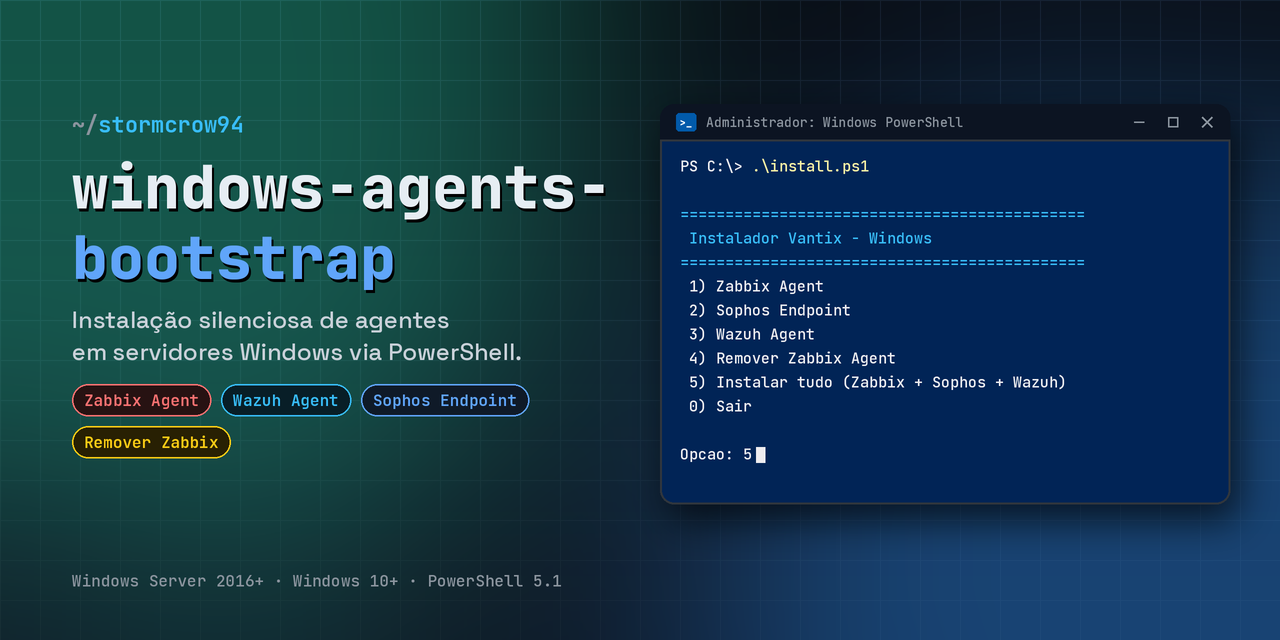 ~/stormcrow94
windows-agents-
bootstrap
Instalação silenciosa de agentes
em servidores Windows via PowerShell.
Zabbix Agent
Wazuh Agent
Sophos Endpoint
Remover Zabbix
Windows Server 2016+ · Windows 10+ · PowerShell 5.1
>_ Administrador: Windows PowerShell
PS C:\> .\install.ps1
=============================================
Instalador Vantix - Windows
=============================================
1) Zabbix Agent
2) Sophos Endpoint
3) Wazuh Agent
4) Remover Zabbix Agent
5) Instalar tudo (Zabbix + Sophos + Wazuh)
0) Sair
Opcao: 5